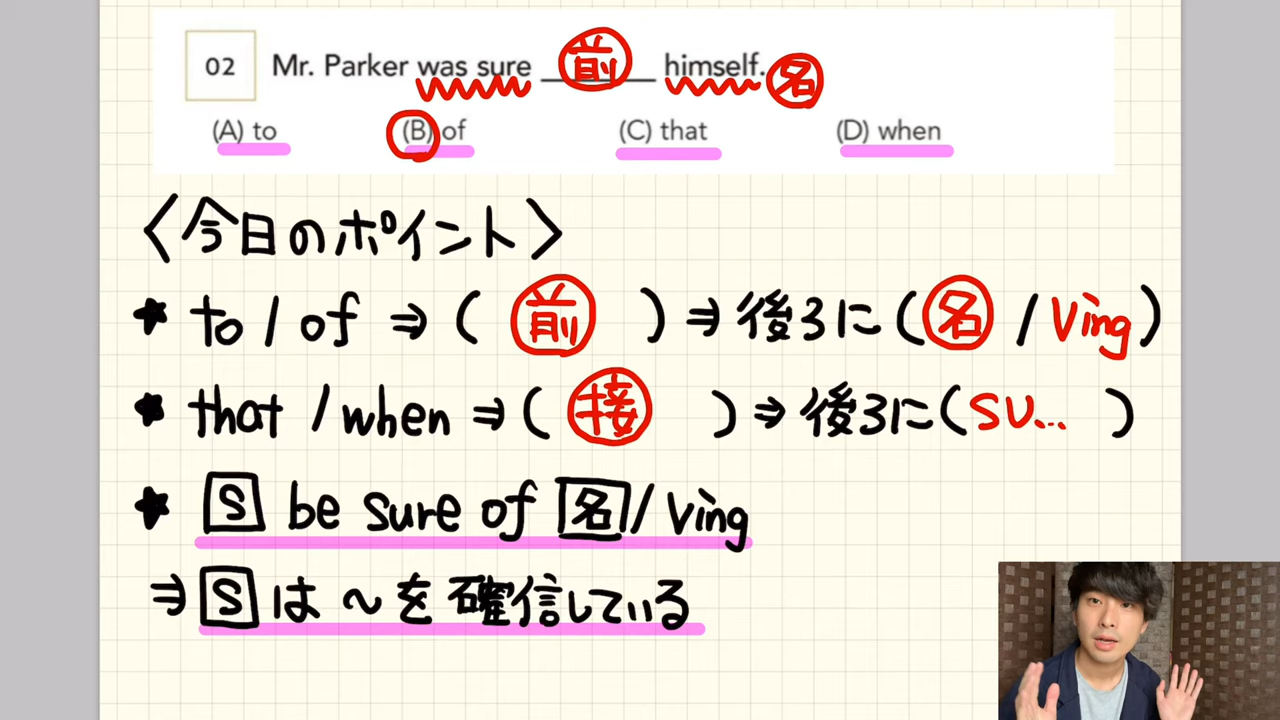 02 Mr. Parker was sure 前 himself. 名
(A) to (B) of (C) that (D) when
〈今日のポイント〉
★ to / of ⇒ ( 前 ) ⇒ 後ろに ( 名 / Ving )
★ that / when ⇒ ( 接 ) ⇒ 後ろに ( SV... )
★ S be sure of 名 / Ving
⇒ S は 〜を確信している